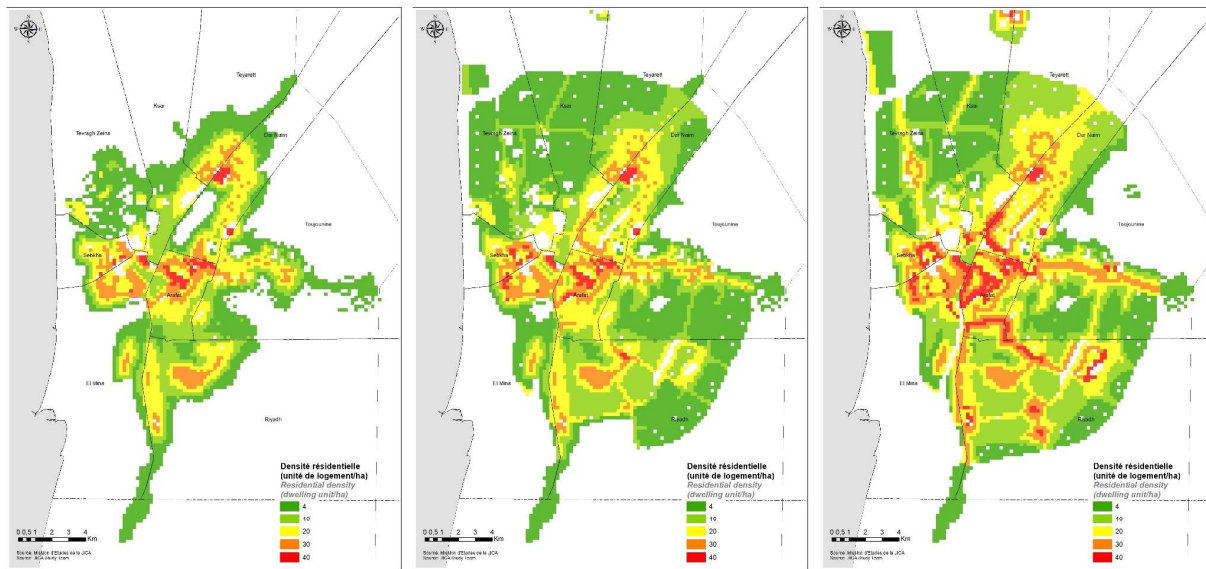 N
Teyarett
Ksar
Tevragh Zeina
Dar Naim
Toujounine
Sebkha
Arafat
El Mina
Riyadh
Densité résidentielle
(unité de logement/ha)
Residential density
(dwelling unit/ha)
4
10
20
30
40
0 0,5 1 2 3 4
Km
Source: Mission d'Etudes de la JICA
Source: JICA Study Team
N
Teyarett
Ksar
Tevragh Zeina
Dar Naim
Toujounine
Sebkha
Arafat
El Mina
Riyadh
Densité résidentielle
(unité de logement/ha)
Residential density
(dwelling unit/ha)
4
10
20
30
40
0 0,5 1 2 3 4
Km
Source: Mission d'Etudes de la JICA
Source: JICA Study Team
N
Teyarett
Ksar
Tevragh Zeina
Dar Naim
Toujounine
Sebkha
Arafat
El Mina
Riyadh
Densité résidentielle
(unité de logement/ha)
Residential density
(dwelling unit/ha)
4
10
20
30
40
0 0,5 1 2 3 4
Km
Source: Mission d'Etudes de la JICA
Source: JICA Study Team